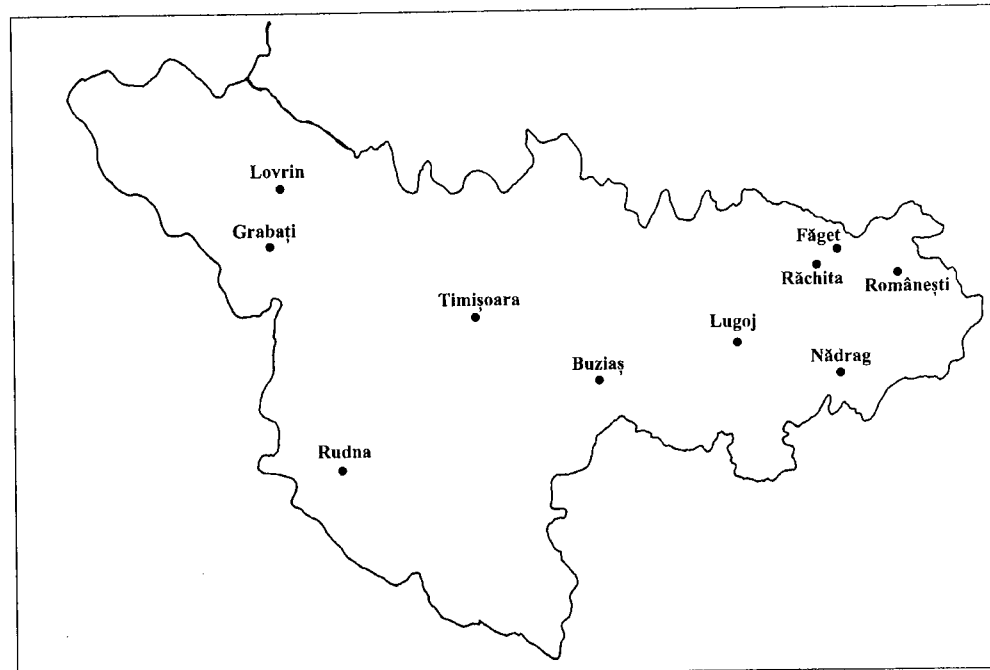 Lovrin
Grabați
Făget
Răchita
Românești
Timișoara
Lugoj
Nădrag
Buziaș
Rudna